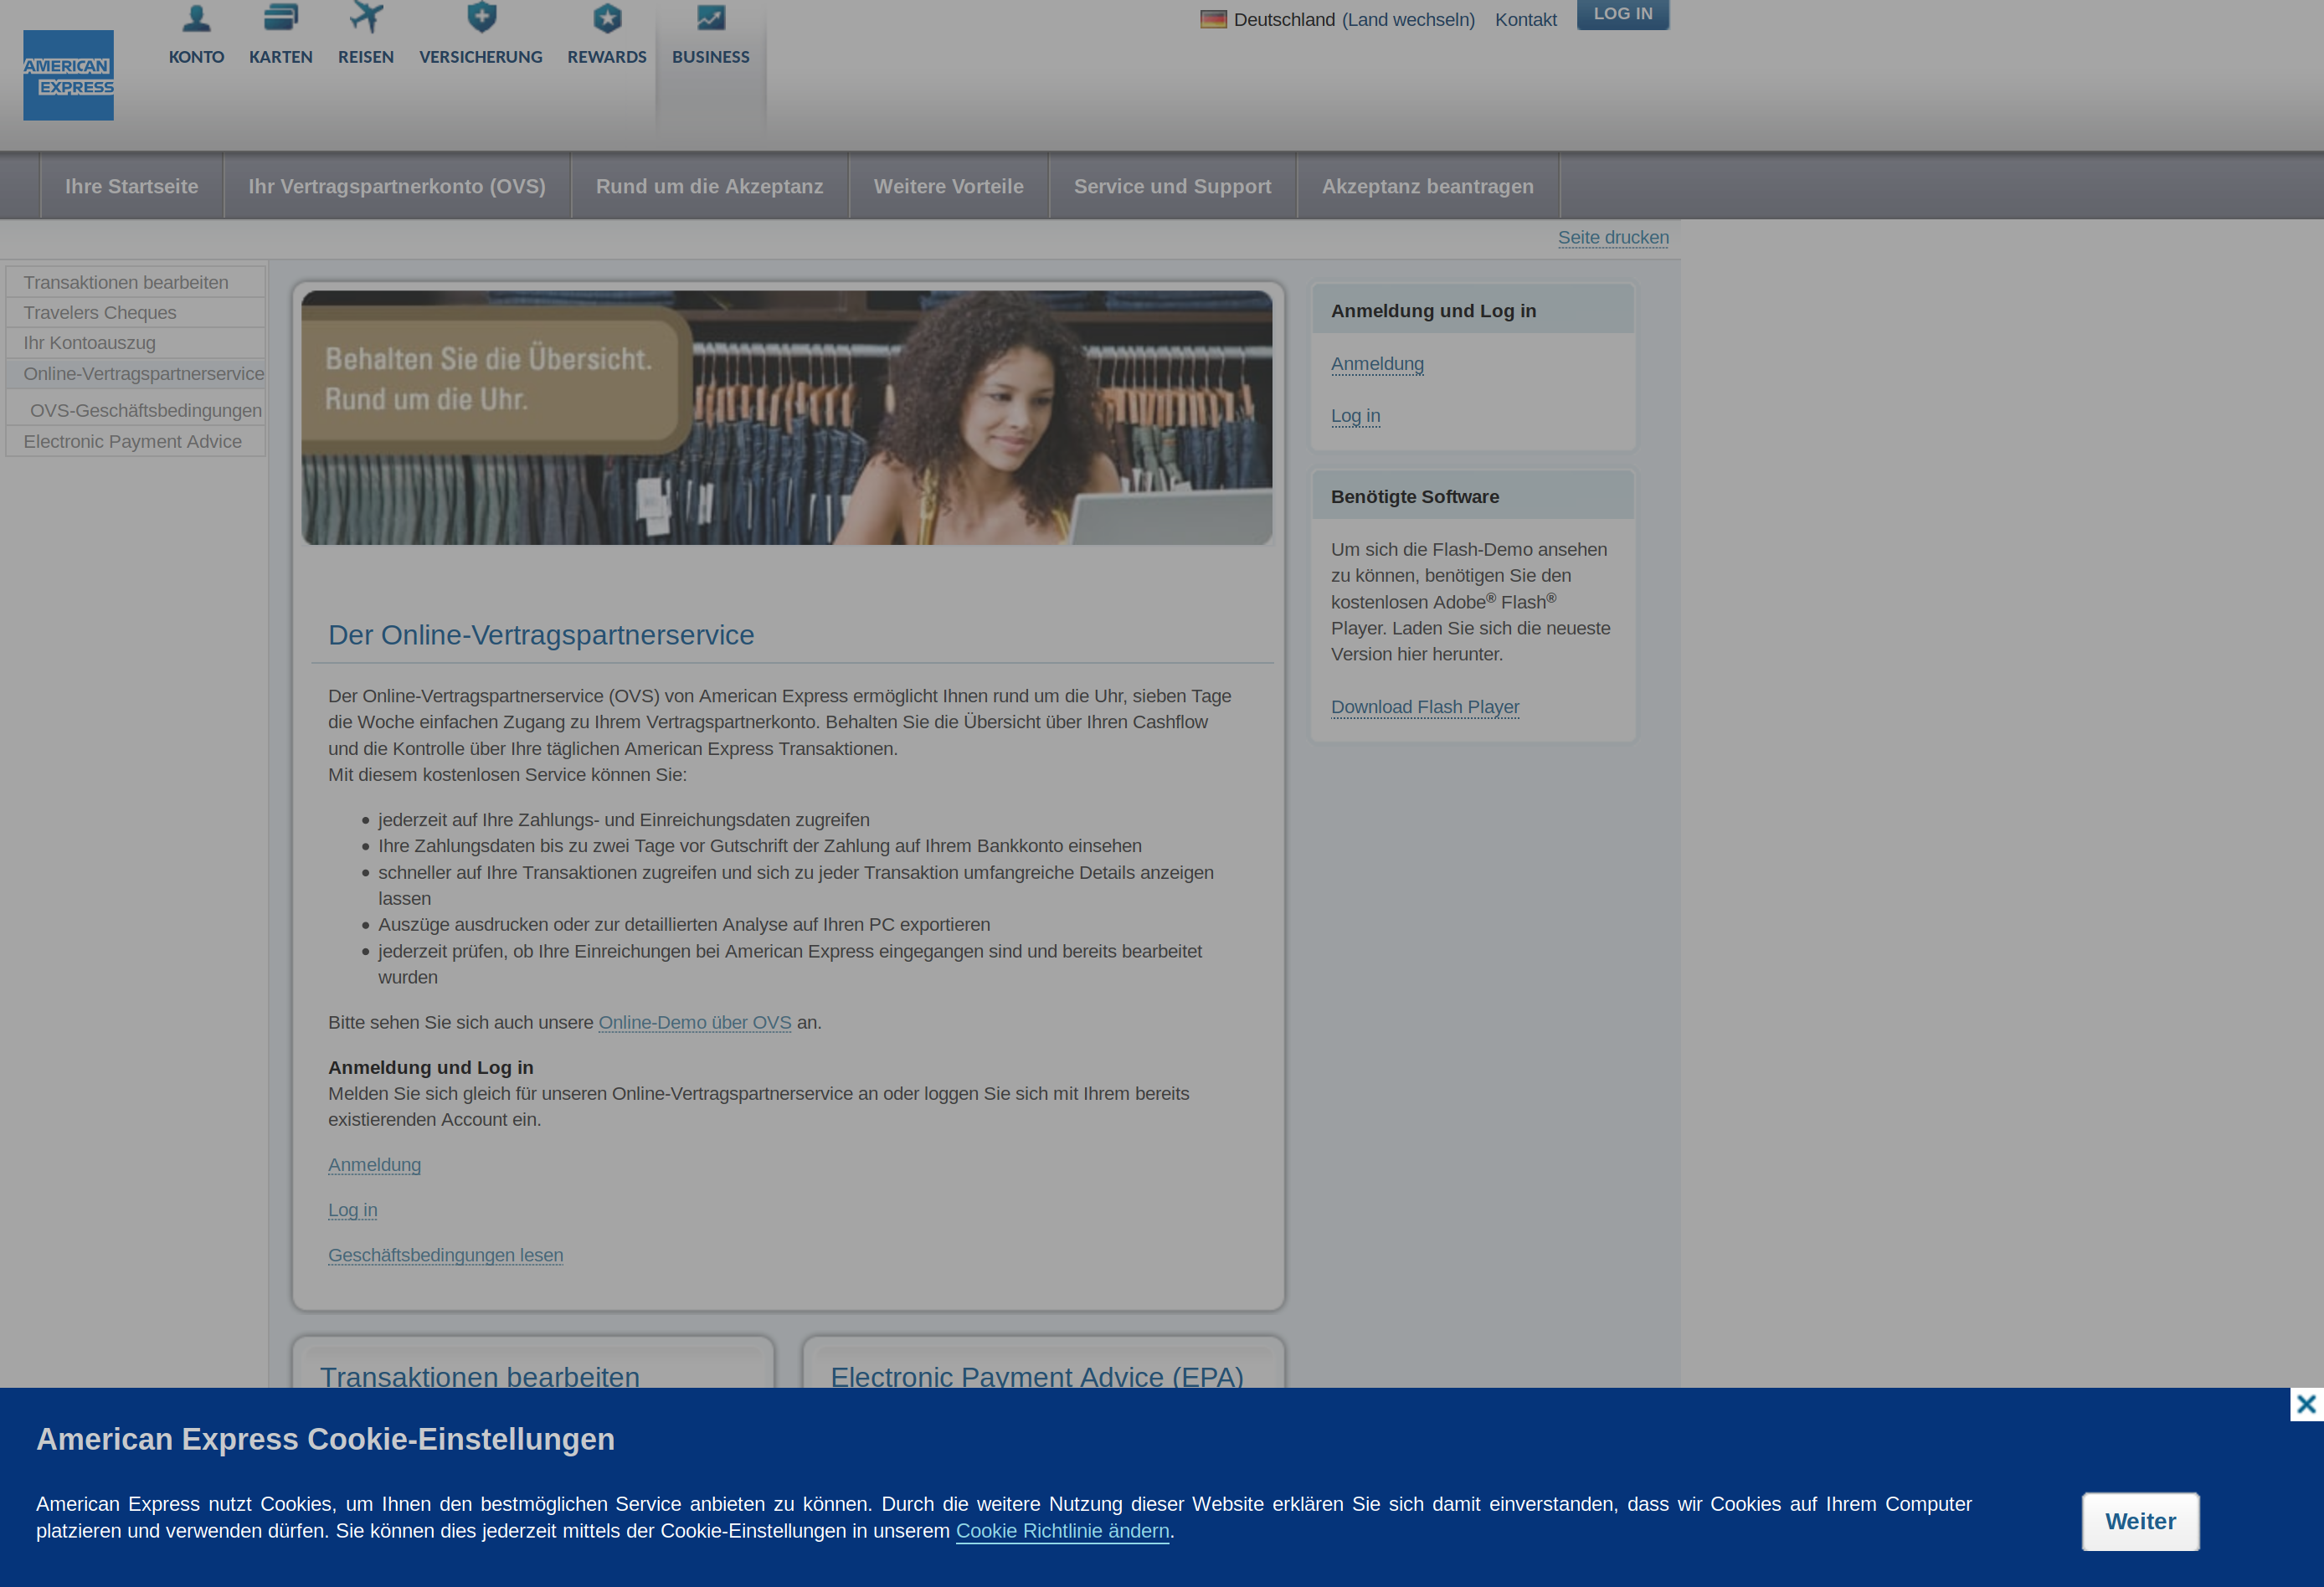 KONTO
KARTEN
REISEN
VERSICHERUNG
REWARDS
BUSINESS
Deutschland (Land wechseln)
Kontakt
LOG IN
AMERICAN
EXPRESS
Ihre Startseite
Ihr Vertragspartnerkonto (OVS)
Rund um die Akzeptanz
Weitere Vorteile
Service und Support
Akzeptanz beantragen
Seite drucken
Transaktionen bearbeiten
Travelers Cheques
Ihr Kontoauszug
Online-Vertragspartnerservice
OVS-Geschäftsbedingungen
Electronic Payment Advice
Behalten Sie die Übersicht.
Rund um die Uhr.
Der Online-Vertragspartnerservice
Der Online-Vertragspartnerservice (OVS) von American Express ermöglicht Ihnen rund um die Uhr, sieben Tage
die Woche einfachen Zugang zu Ihrem Vertragspartnerkonto. Behalten Sie die Übersicht über Ihren Cashflow
und die Kontrolle über Ihre täglichen American Express Transaktionen.
Mit diesem kostenlosen Service können Sie:
• jederzeit auf Ihre Zahlungs- und Einreichungsdaten zugreifen
• Ihre Zahlungsdaten bis zu zwei Tage vor Gutschrift der Zahlung auf Ihrem Bankkonto einsehen
• schneller auf Ihre Transaktionen zugreifen und sich zu jeder Transaktion umfangreiche Details anzeigen
lassen
• Auszüge ausdrucken oder zur detaillierten Analyse auf Ihren PC exportieren
• jederzeit prüfen, ob Ihre Einreichungen bei American Express eingegangen sind und bereits bearbeitet
wurden
Bitte sehen Sie sich auch unsere Online-Demo über OVS an.
Anmeldung und Log in
Melden Sie sich gleich für unseren Online-Vertragspartnerservice an oder loggen Sie sich mit Ihrem bereits
existierenden Account ein.
Anmeldung
Log in
Geschäftsbedingungen lesen
Anmeldung und Log in
Anmeldung
Log in
Benötigte Software
Um sich die Flash-Demo ansehen
zu können, benötigen Sie den
kostenlosen Adobe® Flash®
Player. Laden Sie sich die neueste
Version hier herunter.
Download Flash Player
Transaktionen bearbeiten
Electronic Payment Advice (EPA)
American Express Cookie-Einstellungen
American Express nutzt Cookies, um Ihnen den bestmöglichen Service anbieten zu können. Durch die weitere Nutzung dieser Website erklären Sie sich damit einverstanden, dass wir Cookies auf Ihrem Computer
platzieren und verwenden dürfen. Sie können dies jederzeit mittels der Cookie-Einstellungen in unserem Cookie Richtlinie ändern.
Weiter